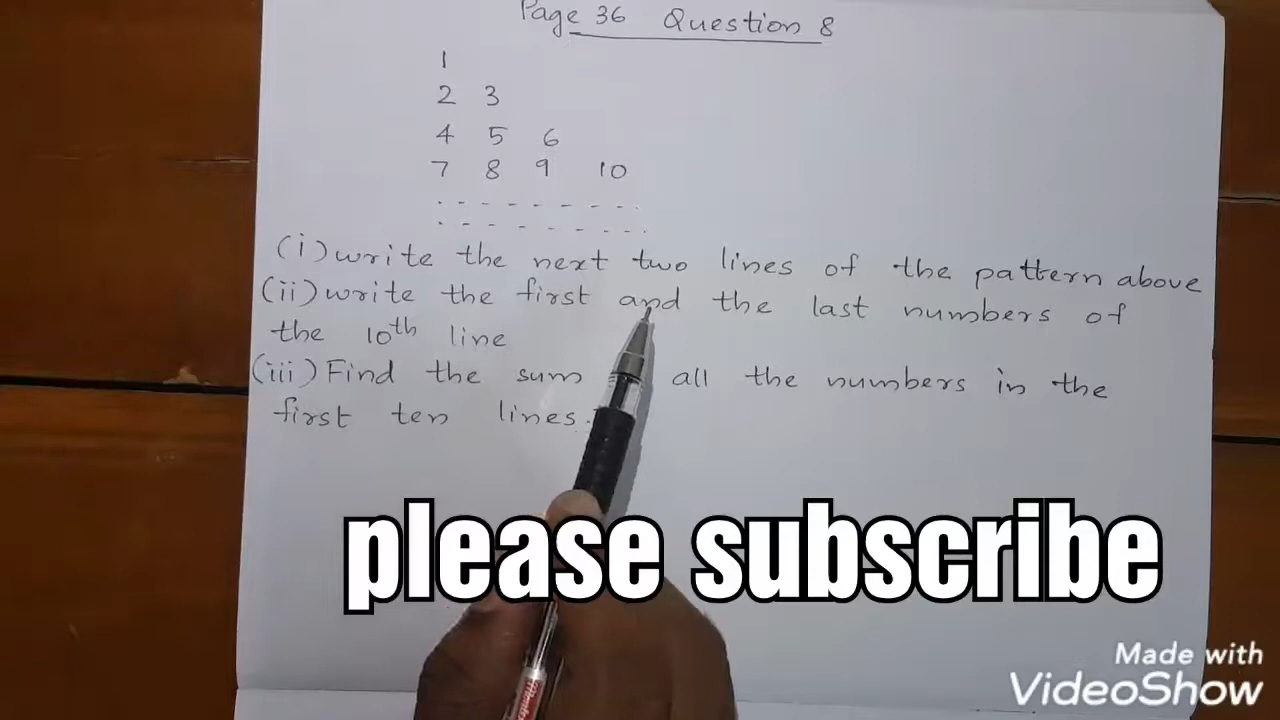 Page 36 Question 8
1
2 3
4 5 6
7 8 9 10
(i) write the next two lines of the pattern above
(ii) write the first and the last numbers of
the 10th line
(iii) Find the sum all the numbers in the
first ten lines.
please subscribe
Made with
VideoShow